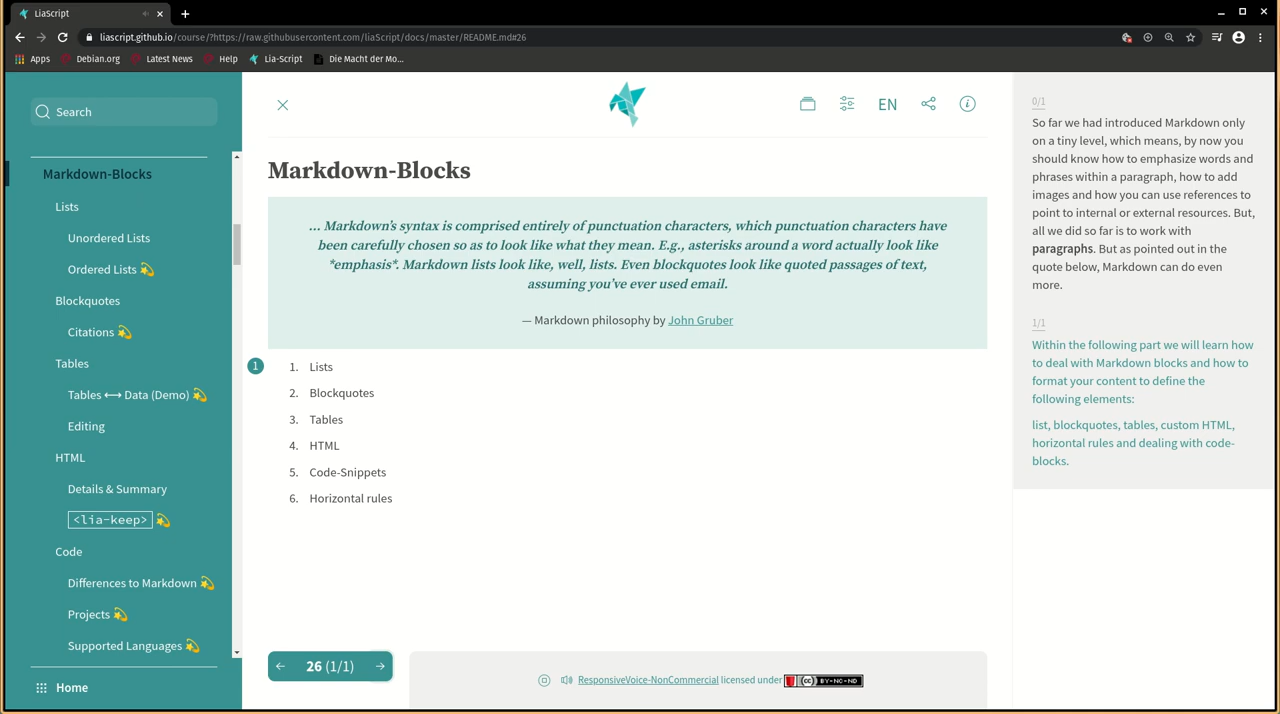 LiaScript
liascript.github.io/course/?https://raw.githubusercontent.com/liaScript/docs/master/README.md#26
Apps Debian.org Latest News Help Lia-Script Die Macht der Mo...
Search
Markdown-Blocks
Lists
Unordered Lists
Ordered Lists 💫
Blockquotes
Citations 💫
Tables
Tables ⟷ Data (Demo) 💫
Editing
HTML
Details & Summary
<lia-keep> 💫
Code
Differences to Markdown 💫
Projects 💫
Supported Languages 💫
Home
EN
Markdown-Blocks
... Markdown's syntax is comprised entirely of punctuation characters, which punctuation characters have
been carefully chosen so as to look like what they mean. E.g., asterisks around a word actually look like
*emphasis*. Markdown lists look like, well, lists. Even blockquotes look like quoted passages of text,
assuming you've ever used email.
— Markdown philosophy by John Gruber
1
1. Lists
2. Blockquotes
3. Tables
4. HTML
5. Code-Snippets
6. Horizontal rules
← 26 (1/1) →
ResponsiveVoice-NonCommercial licensed under cc BY-NC-ND
0/1
So far we had introduced Markdown only
on a tiny level, which means, by now you
should know how to emphasize words and
phrases within a paragraph, how to add
images and how you can use references to
point to internal or external resources. But,
all we did so far is to work with
paragraphs. But as pointed out in the
quote below, Markdown can do even
more.
1/1
Within the following part we will learn how
to deal with Markdown blocks and how to
format your content to define the
following elements:
list, blockquotes, tables, custom HTML,
horizontal rules and dealing with code-
blocks.